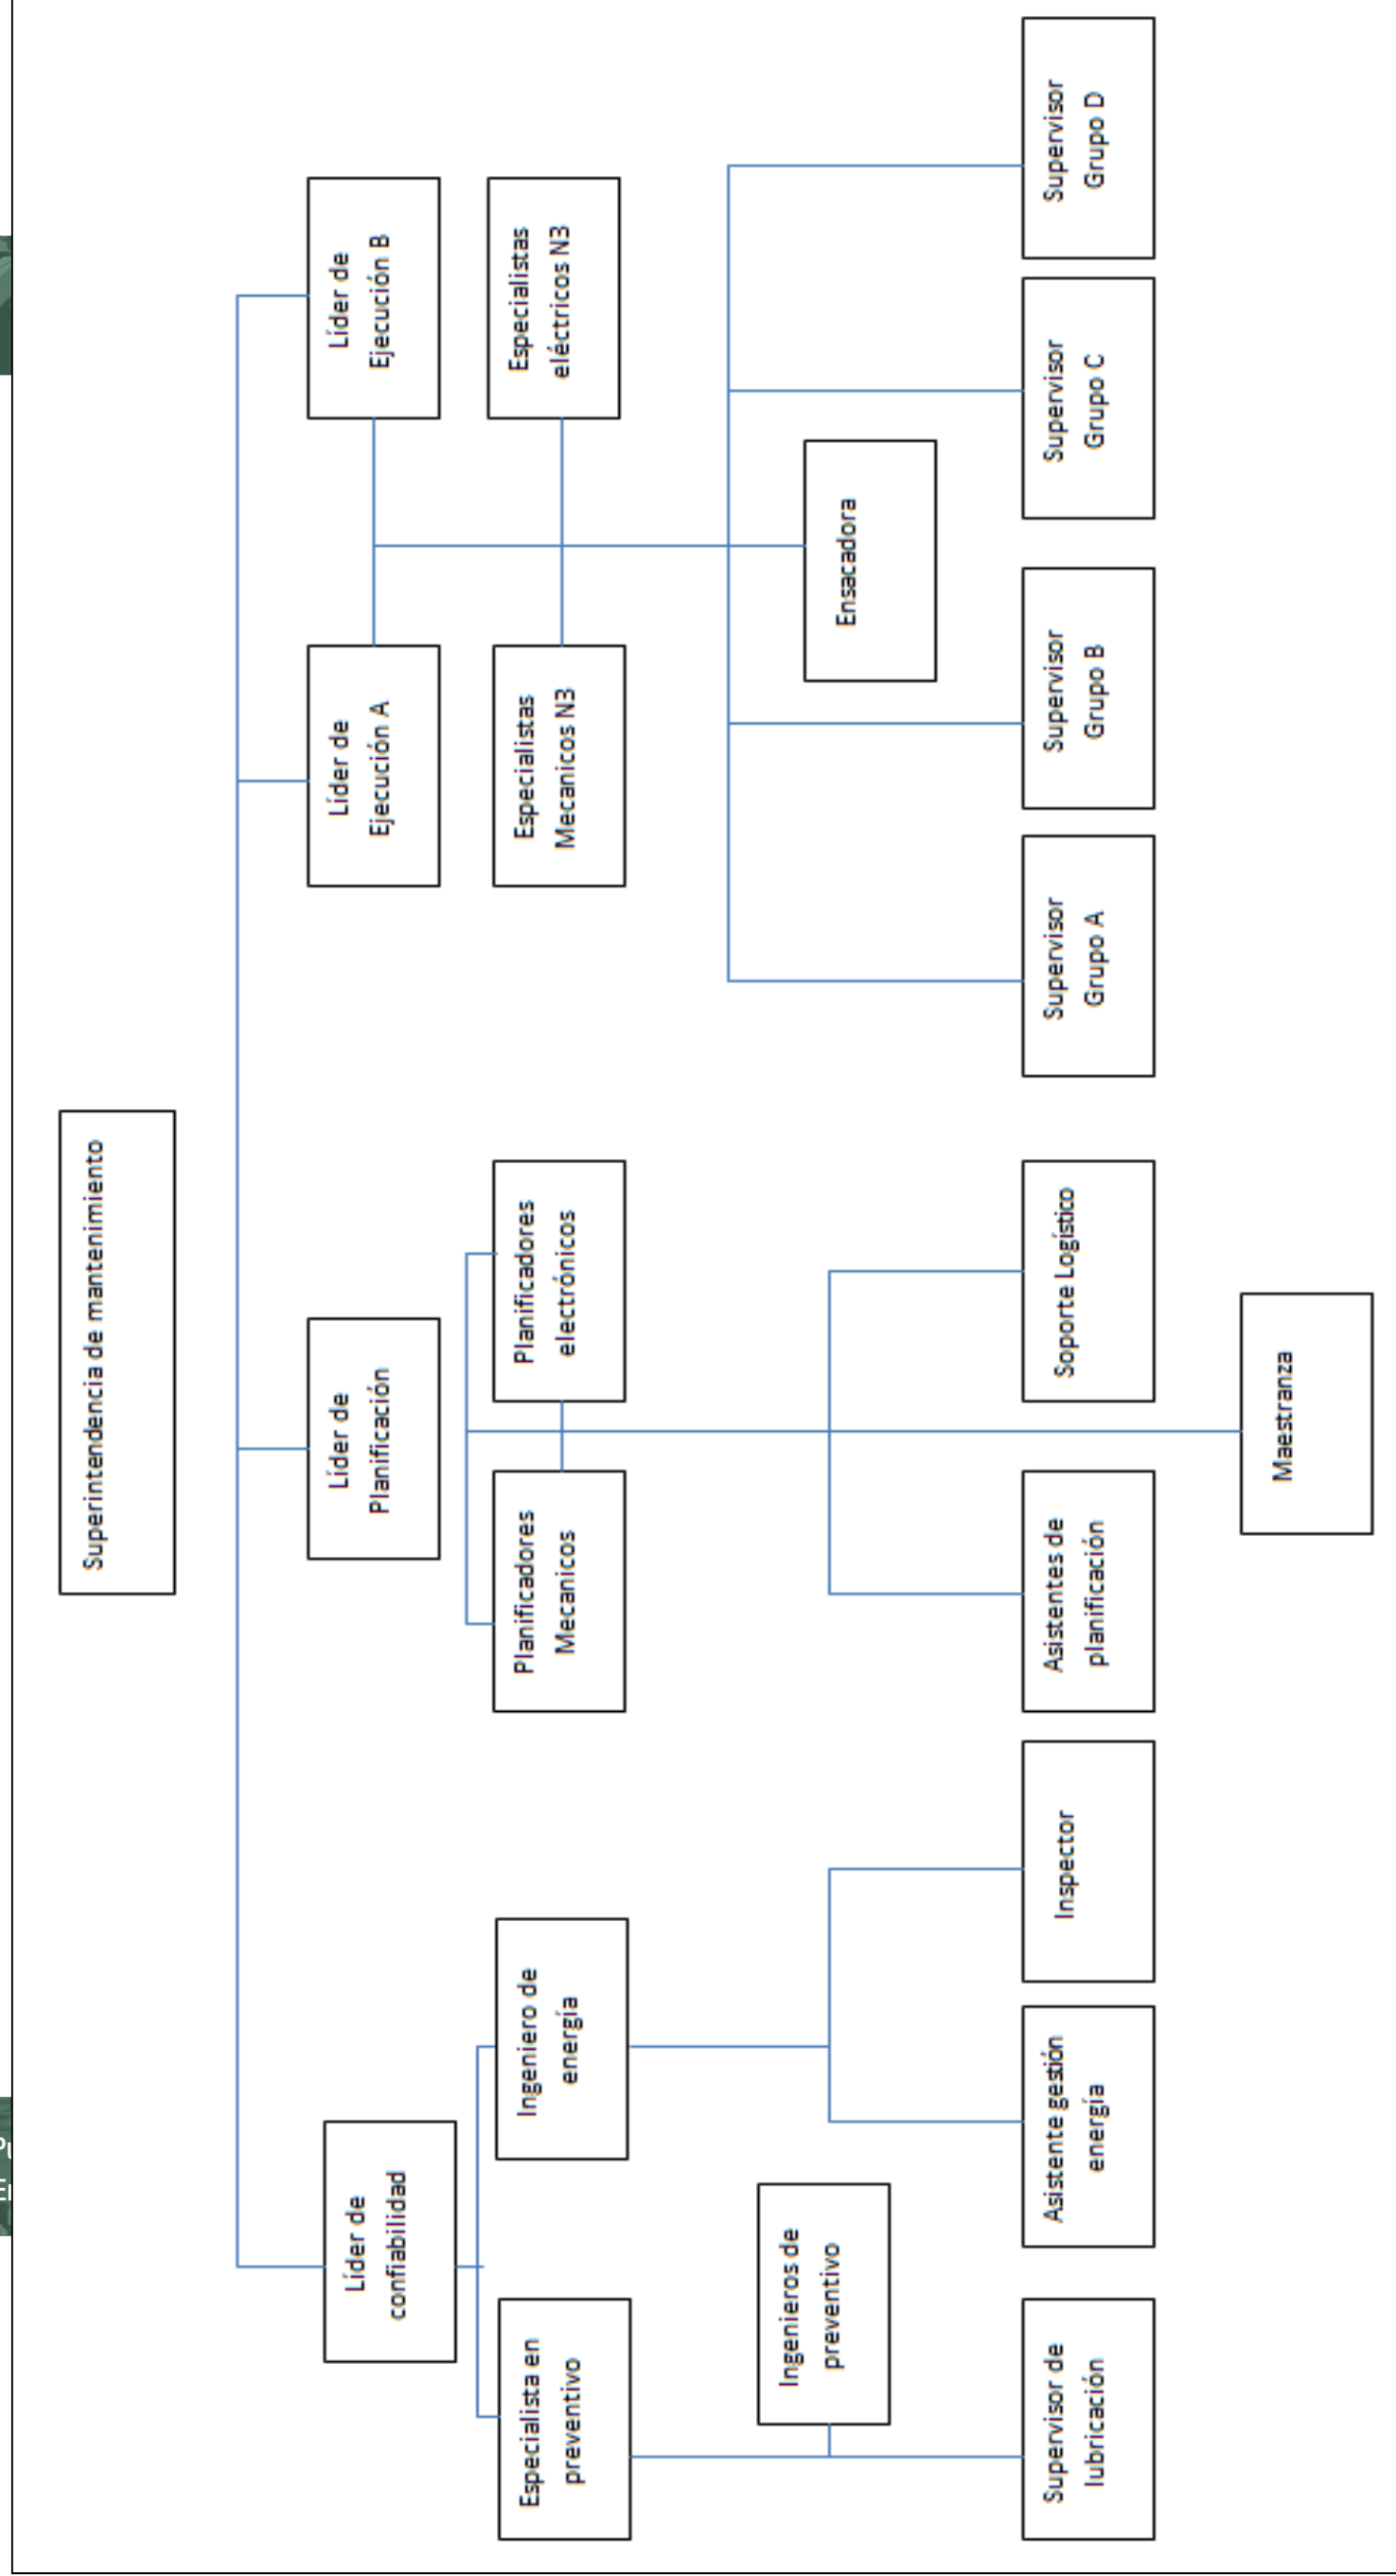 Superintendencia de mantenimiento
Líder de
confiabilidad
Líder de
Planificación
Líder de
Ejecución A
Líder de
Ejecución B
Especialista en
preventivo
Ingeniero de
energía
Planificadores
Mecanicos
Planificadores
electrónicos
Especialistas
Mecanicos N3
Especialistas
eléctricos N3
Ingenieros de
preventivo
Ensacadora
Supervisor de
lubricación
Asistente gestión
energía
Inspector
Asistentes de
planificación
Soporte Logístico
Supervisor
Grupo A
Supervisor
Grupo B
Supervisor
Grupo C
Supervisor
Grupo D
Maestranza